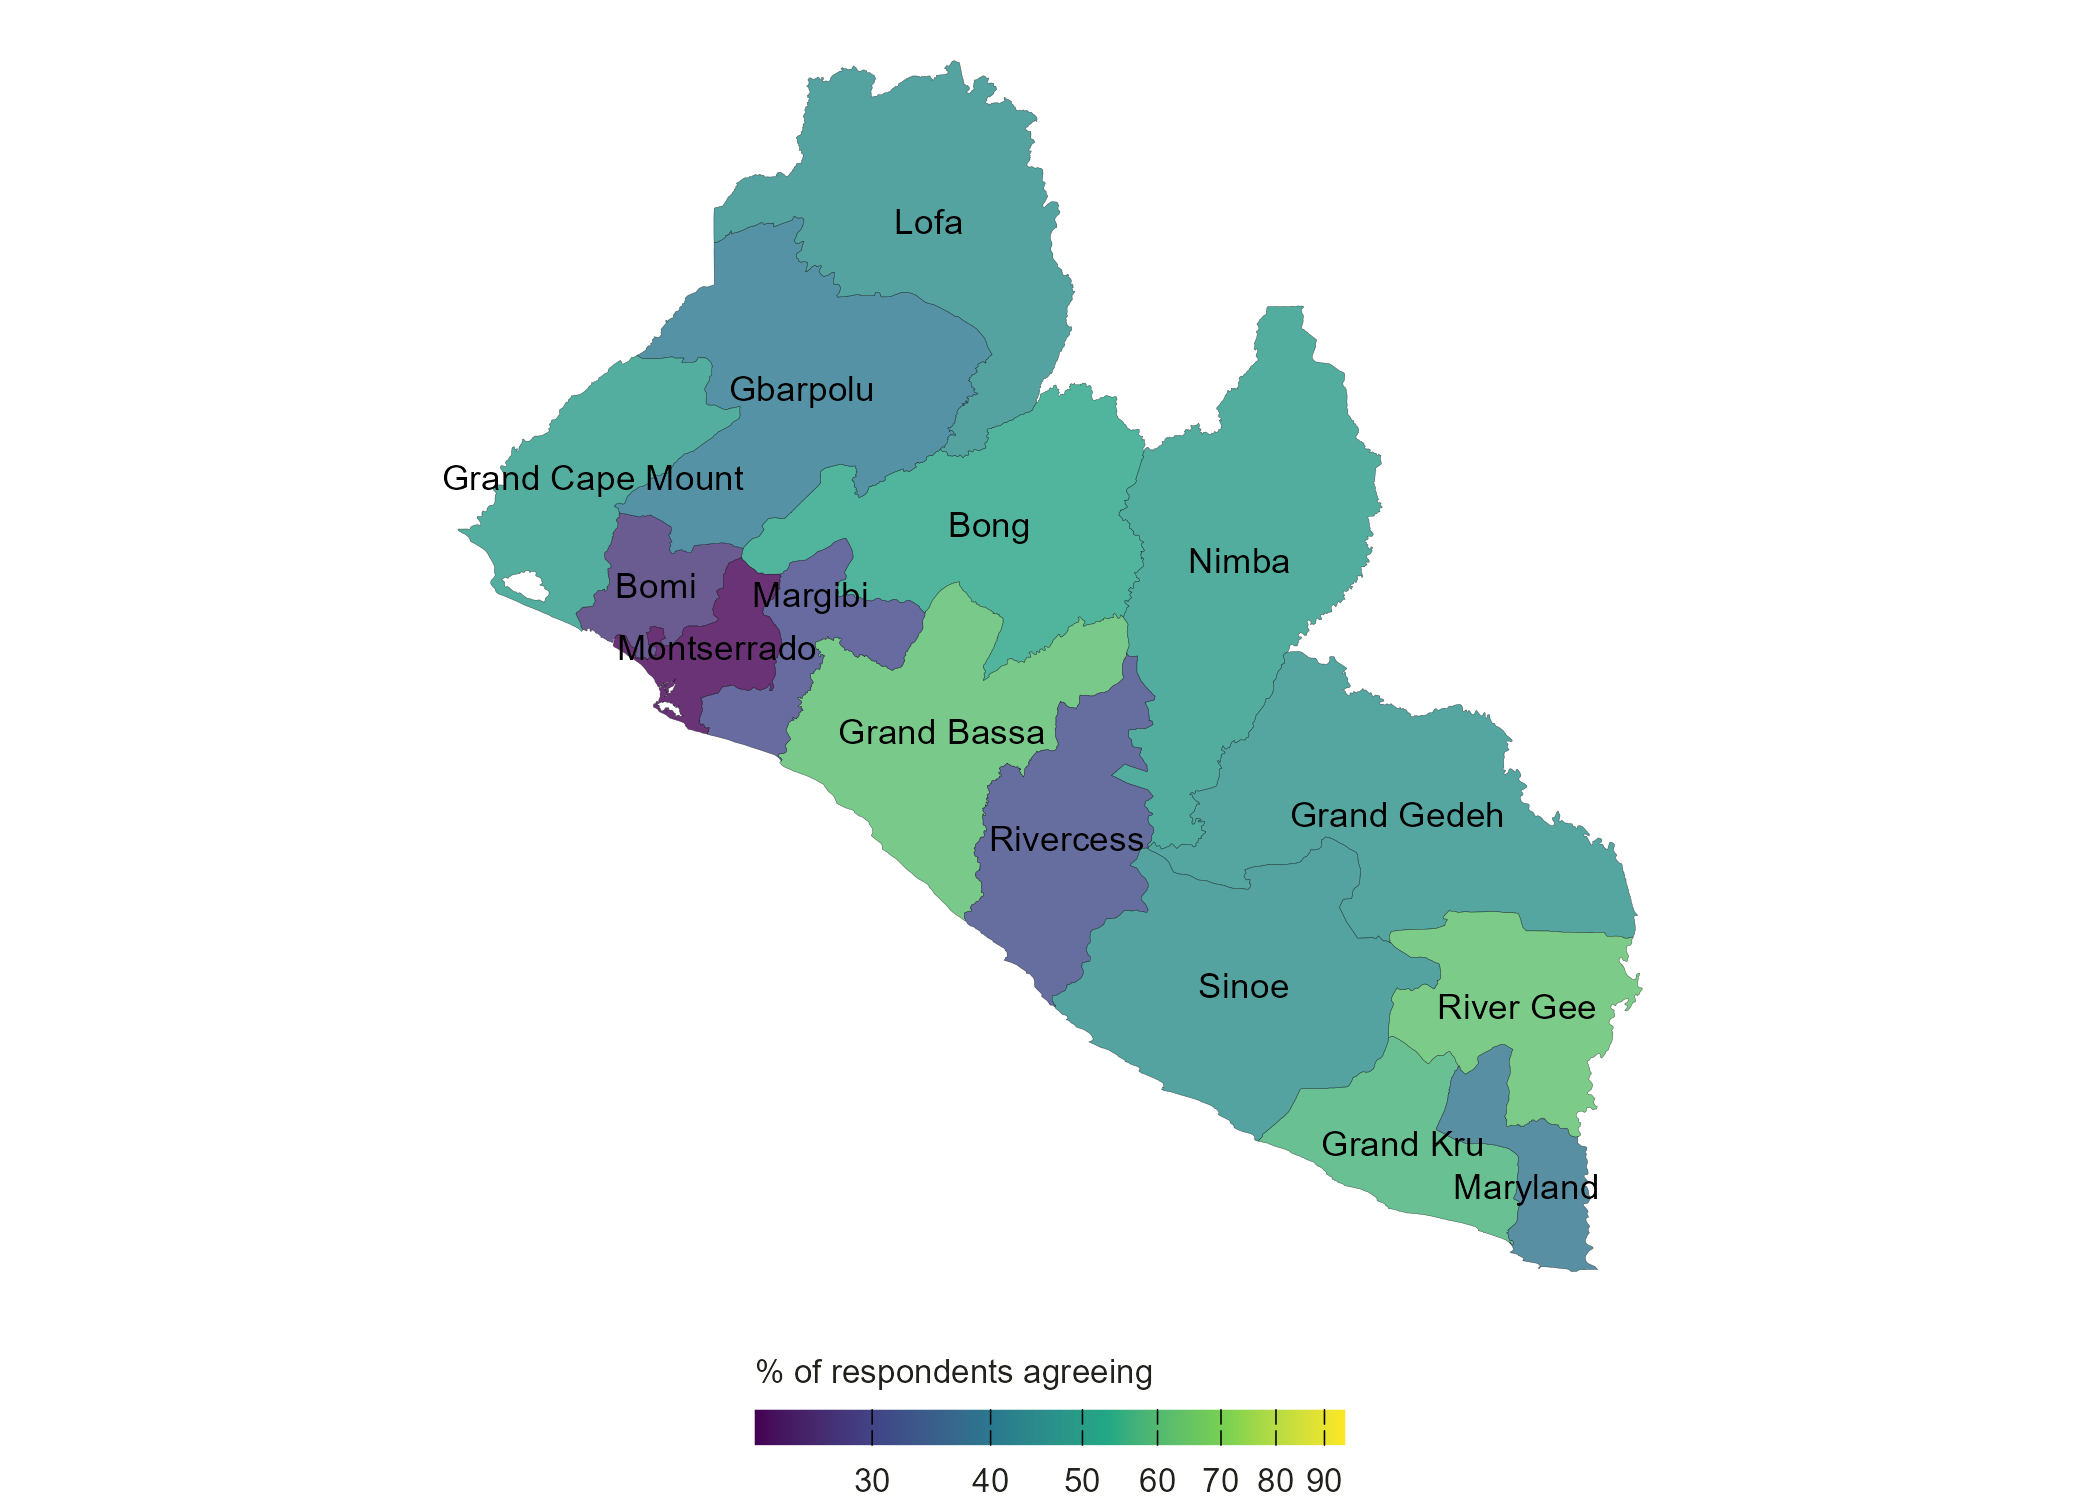 Lofa
Gbarpolu
Grand Cape Mount
Bong
Nimba
Bomi
Margibi
Montserrado
Grand Bassa
Grand Gedeh
Rivercess
Sinoe
River Gee
Grand Kru
Maryland
% of respondents agreeing
30 40 50 60 70 80 90